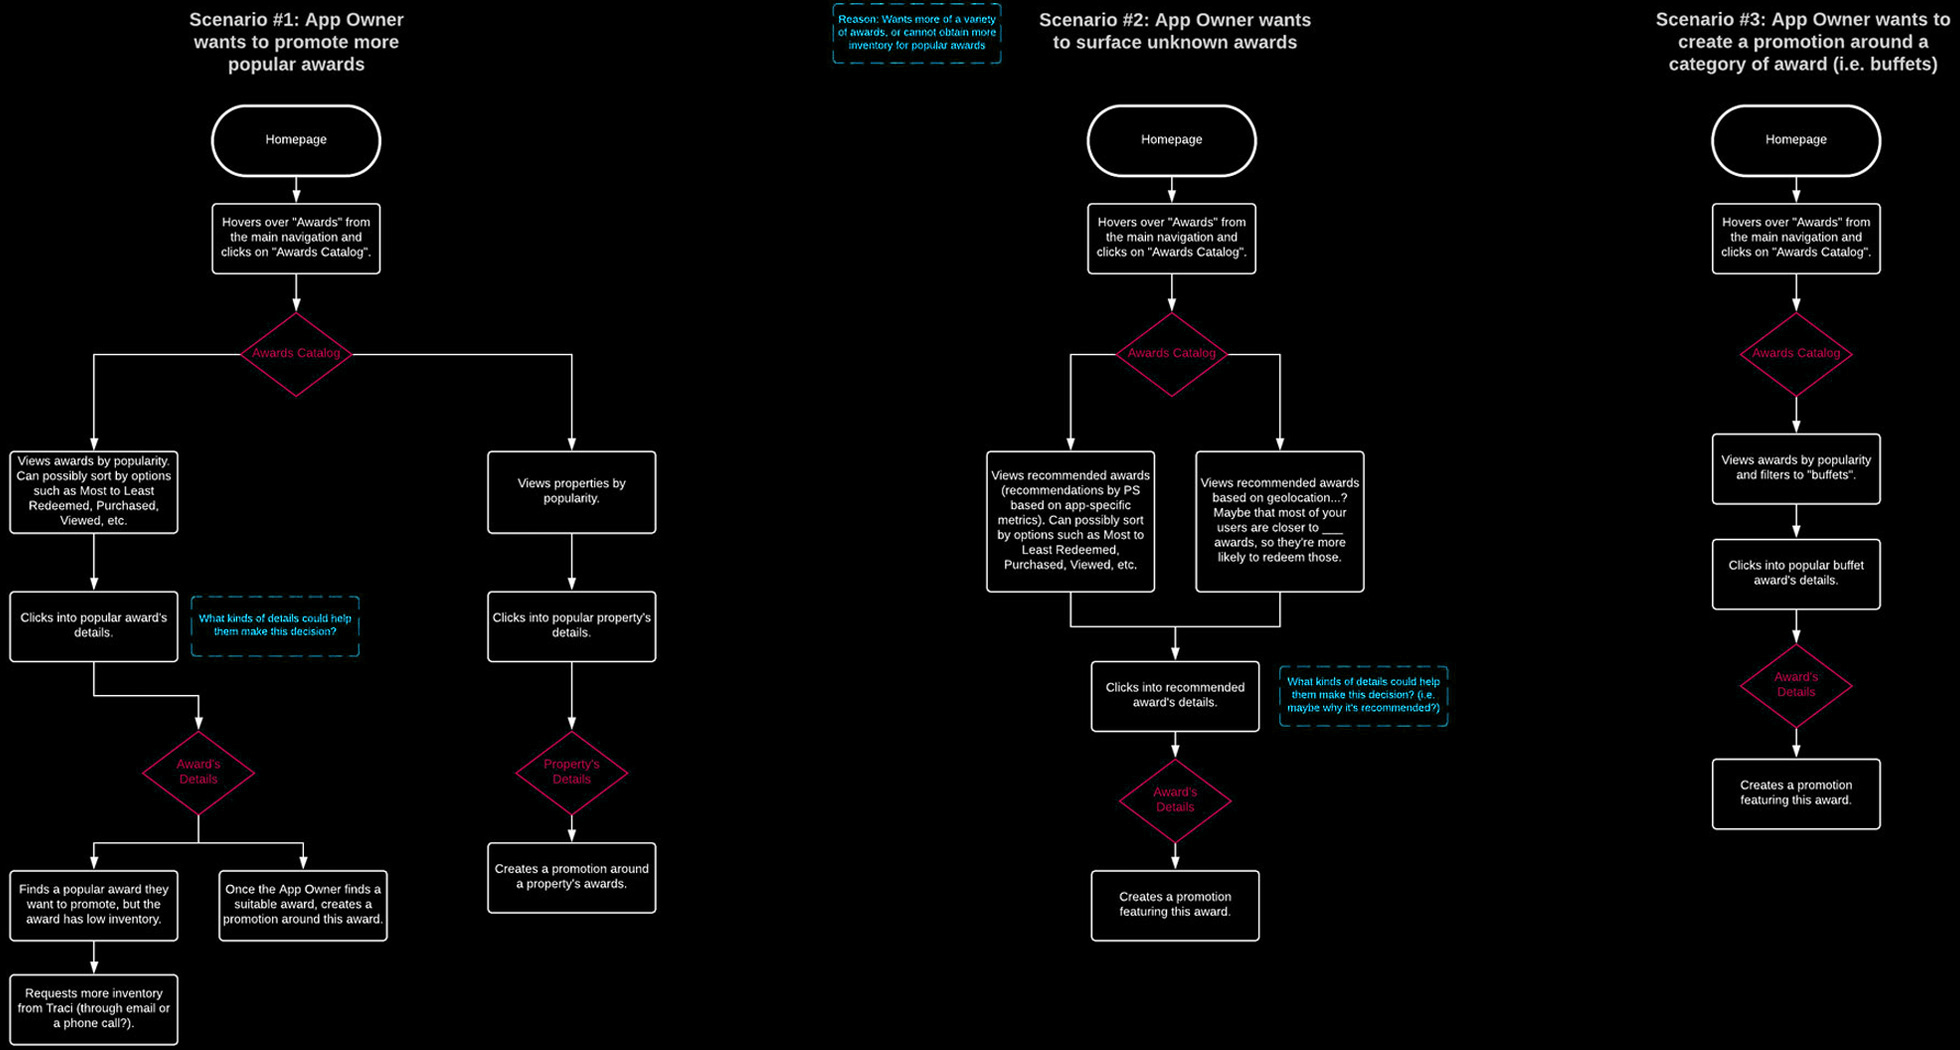 Scenario #1: App Owner
wants to promote more
popular awards
Homepage
Hovers over "Awards" from
the main navigation and
clicks on "Awards Catalog".
Awards Catalog
Views awards by popularity.
Can possibly sort by options
such as Most to Least
Redeemed, Purchased,
Viewed, etc.
Clicks into popular award's
details.
What kinds of details could help
them make this decision?
Award's
Details
Finds a popular award they
want to promote, but the
award has low inventory.
Requests more inventory
from Traci (through email or
a phone call?).
Once the App Owner finds a
suitable award, creates a
promotion around this award.
Views properties by
popularity.
Clicks into popular property's
details.
Property's
Details
Creates a promotion around
a property's awards.
Reason: Wants more of a variety
of awards, or cannot obtain more
inventory for popular awards
Scenario #2: App Owner wants
to surface unknown awards
Homepage
Hovers over "Awards" from
the main navigation and
clicks on "Awards Catalog".
Awards Catalog
Views recommended awards
(recommendations by PS
based on app-specific
metrics). Can possibly sort
by options such as Most to
Least Redeemed,
Purchased, Viewed, etc.
Views recommended awards
based on geolocation...?
Maybe that most of your
users are closer to ___
awards, so they're more
likely to redeem those.
Clicks into recommended
award's details.
What kinds of details could help
them make this decision? (i.e.
maybe why it's recommended?)
Award's
Details
Creates a promotion
featuring this award.
Scenario #3: App Owner wants to
create a promotion around a
category of award (i.e. buffets)
Homepage
Hovers over "Awards" from
the main navigation and
clicks on "Awards Catalog".
Awards Catalog
Views awards by popularity
and filters to "buffets".
Clicks into popular buffet
award's details.
Award's
Details
Creates a promotion
featuring this award.